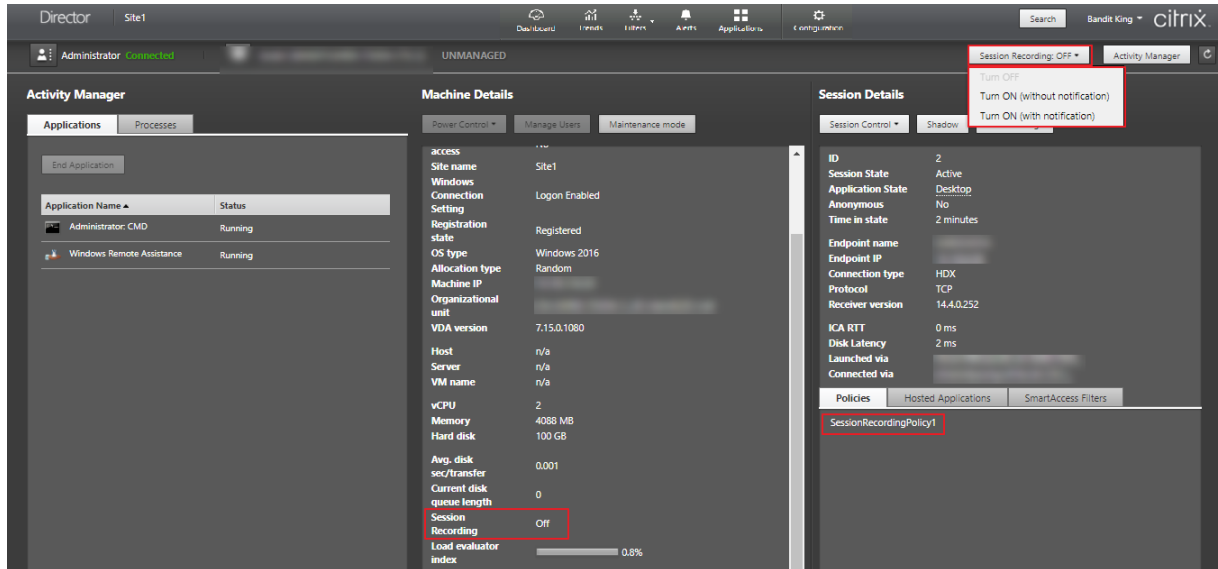 Director Site1
Dashboard Trends Filters Alerts Applications Configuration
Search Bandit King citrix
Administrator Connected UNMANAGED
Session Recording: OFF Activity Manager
Turn OFF
Turn ON (without notification)
Turn ON (with notification)
Activity Manager
Applications Processes
End Application
Application Name Status
Administrator: CMD Running
Windows Remote Assistance Running
Machine Details
Power Control Manage Users Maintenance mode
access No
Site name Site1
Windows
Connection Logon Enabled
Setting
Registration
state Registered
OS type Windows 2016
Allocation type Random
Machine IP
Organizational
unit
VDA version 7.15.0.1080
Host n/a
Server n/a
VM name n/a
vCPU 2
Memory 4088 MB
Hard disk 100 GB
Avg. disk
sec/transfer 0.001
Current disk
queue length 0
Session
Recording Off
Load evaluator
index 0.8%
Session Details
Session Control Shadow
ID 2
Session State Active
Application State Desktop
Anonymous No
Time in state 2 minutes
Endpoint name
Endpoint IP
Connection type HDX
Protocol TCP
Receiver version 14.4.0.252
ICA RTT 0 ms
Disk Latency 2 ms
Launched via
Connected via
Policies Hosted Applications SmartAccess Filters
SessionRecordingPolicy1